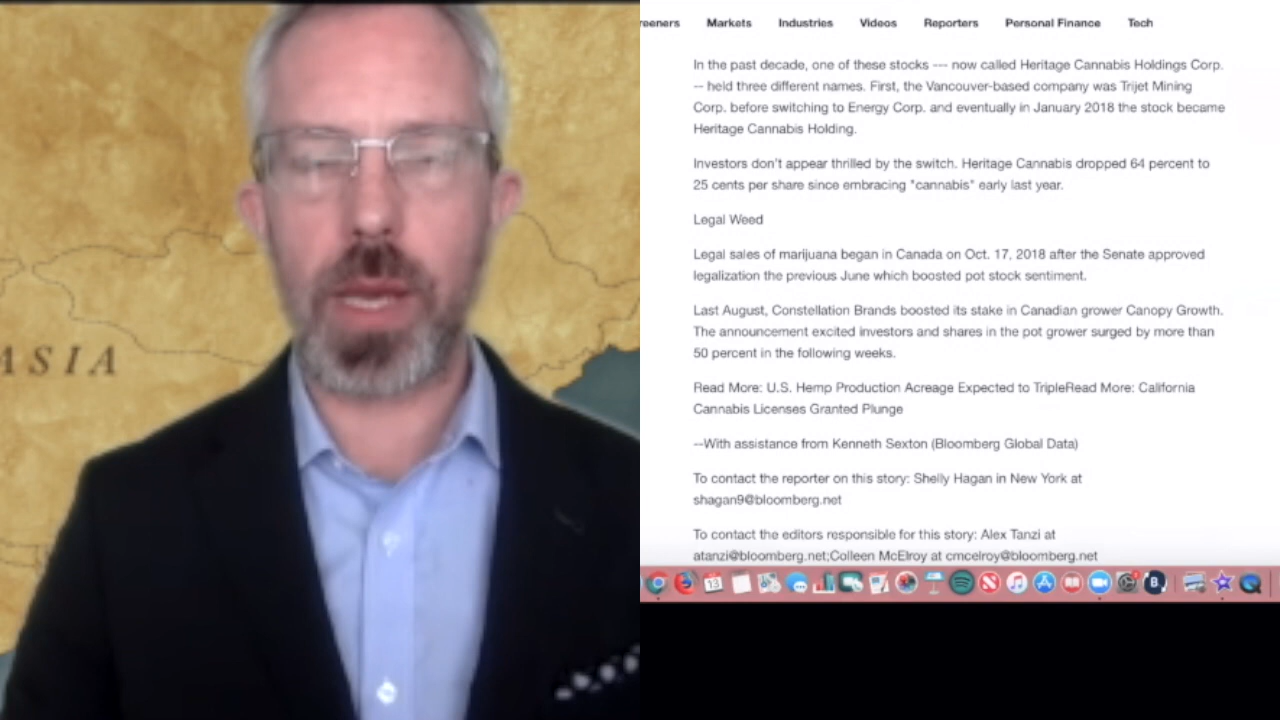 ASIA
reeners Markets Industries Videos Reporters Personal Finance Tech
In the past decade, one of these stocks --- now called Heritage Cannabis Holdings Corp.
-- held three different names. First, the Vancouver-based company was Trijet Mining
Corp. before switching to Energy Corp. and eventually in January 2018 the stock became
Heritage Cannabis Holding.
Investors don't appear thrilled by the switch. Heritage Cannabis dropped 64 percent to
25 cents per share since embracing "cannabis" early last year.
Legal Weed
Legal sales of marijuana began in Canada on Oct. 17, 2018 after the Senate approved
legalization the previous June which boosted pot stock sentiment.
Last August, Constellation Brands boosted its stake in Canadian grower Canopy Growth.
The announcement excited investors and shares in the pot grower surged by more than
50 percent in the following weeks.
Read More: U.S. Hemp Production Acreage Expected to TripleRead More: California
Cannabis Licenses Granted Plunge
--With assistance from Kenneth Sexton (Bloomberg Global Data)
To contact the reporter on this story: Shelly Hagan in New York at
shagan9@bloomberg.net
To contact the editors responsible for this story: Alex Tanzi at
atanzi@bloomberg.net;Colleen McElroy at cmcelroy@bloomberg.net
13
B